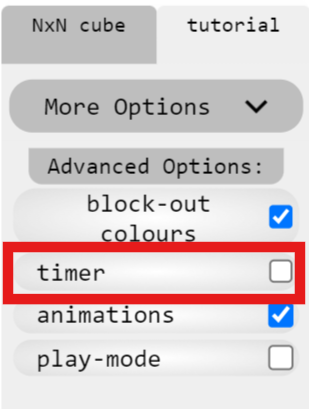 NxN cube
tutorial
More Options
Advanced Options:
block-out
colours
timer
animations
play-mode